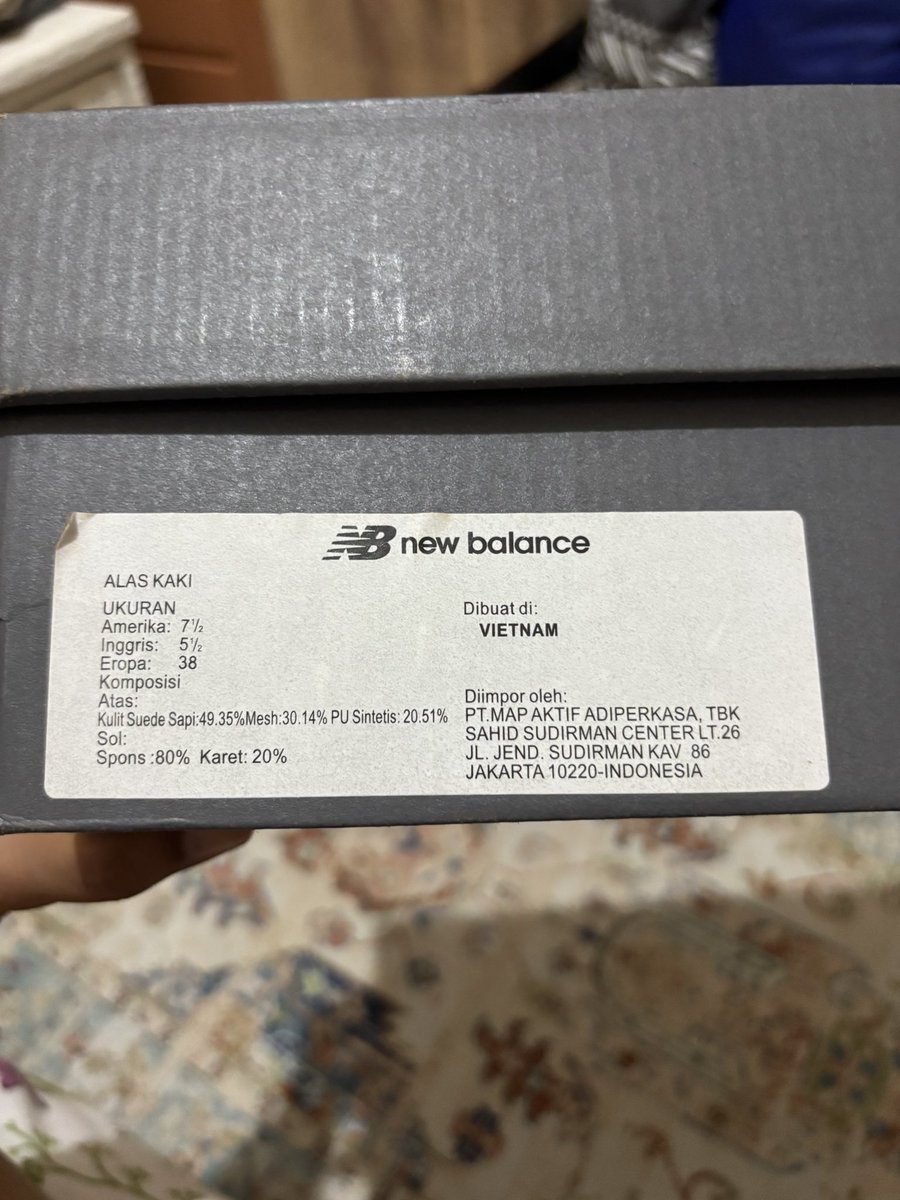 NB new balance
ALAS KAKI
UKURAN
Amerika: 7½
Inggris: 5½
Eropa: 38
Komposisi
Atas:
Kulit Suede Sapi:49.35%Mesh:30.14% PU Sintetis: 20.51%
Sol:
Spons :80% Karet: 20%
Dibuat di:
VIETNAM
Diimpor oleh:
PT.MAP AKTIF ADIPERKASA, TBK
SAHID SUDIRMAN CENTER LT.26
JL. JEND. SUDIRMAN KAV 86
JAKARTA 10220-INDONESIA